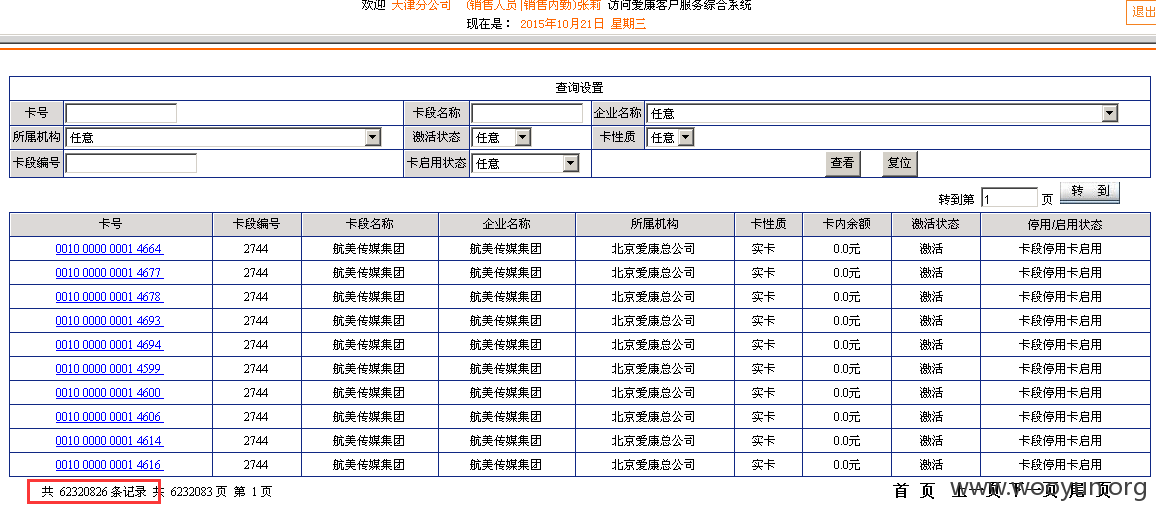 欢迎 天津分公司 (销售人员|销售内勤)张莉 访问爱康客户服务综合系统
退出
现在是： 2015年10月21日 星期三
查询设置
卡号 卡段名称 企业名称 任意
所属机构 任意 激活状态 任意 卡性质 任意
卡段编号 卡启用状态 任意 查看 复位
转到第 1 页 转 到
卡号 卡段编号 卡段名称 企业名称 所属机构 卡性质 卡内余额 激活状态 停用/启用状态
0010 0000 0001 4664 2744 航美传媒集团 航美传媒集团 北京爱康总公司 实卡 0.0元 激活 卡段停用卡启用
0010 0000 0001 4677 2744 航美传媒集团 航美传媒集团 北京爱康总公司 实卡 0.0元 激活 卡段停用卡启用
0010 0000 0001 4678 2744 航美传媒集团 航美传媒集团 北京爱康总公司 实卡 0.0元 激活 卡段停用卡启用
0010 0000 0001 4693 2744 航美传媒集团 航美传媒集团 北京爱康总公司 实卡 0.0元 激活 卡段停用卡启用
0010 0000 0001 4694 2744 航美传媒集团 航美传媒集团 北京爱康总公司 实卡 0.0元 激活 卡段停用卡启用
0010 0000 0001 4599 2744 航美传媒集团 航美传媒集团 北京爱康总公司 实卡 0.0元 激活 卡段停用卡启用
0010 0000 0001 4600 2744 航美传媒集团 航美传媒集团 北京爱康总公司 实卡 0.0元 激活 卡段停用卡启用
0010 0000 0001 4606 2744 航美传媒集团 航美传媒集团 北京爱康总公司 实卡 0.0元 激活 卡段停用卡启用
0010 0000 0001 4614 2744 航美传媒集团 航美传媒集团 北京爱康总公司 实卡 0.0元 激活 卡段停用卡启用
0010 0000 0001 4616 2744 航美传媒集团 航美传媒集团 北京爱康总公司 实卡 0.0元 激活 卡段停用卡启用
共 62320826 条记录 共 6232083 页 第 1 页 首 页 上一页 下一页 尾 页
www.wooyun.org